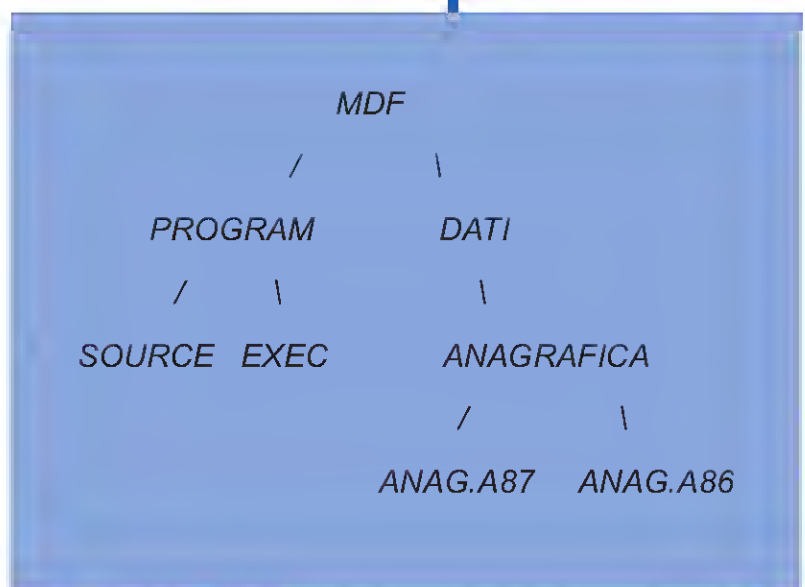 MDF
/ \
PROGRAM DATI
/ \ \
SOURCE EXEC ANAGRAFICA
/ \
ANAG.A87 ANAG.A86